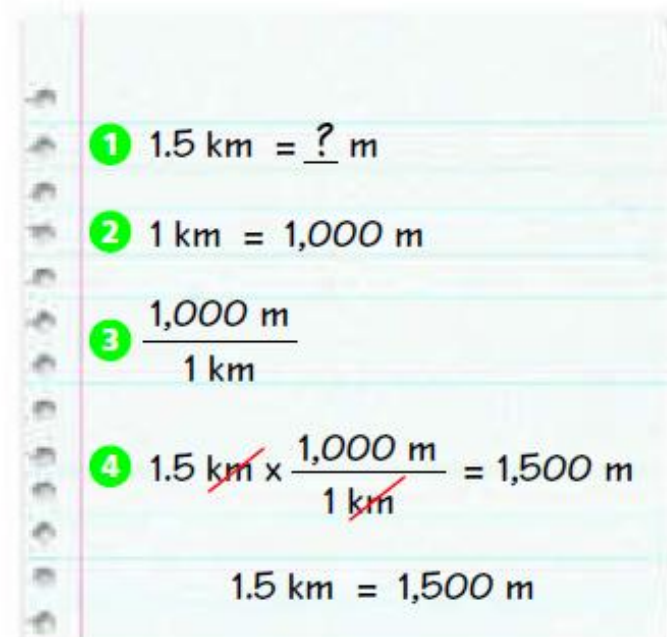 1 1.5 km = ? m
2 1 km = 1,000 m
3 1,000 m
1 km
4 1.5 km x 1,000 m / 1 km = 1,500 m
1.5 km = 1,500 m